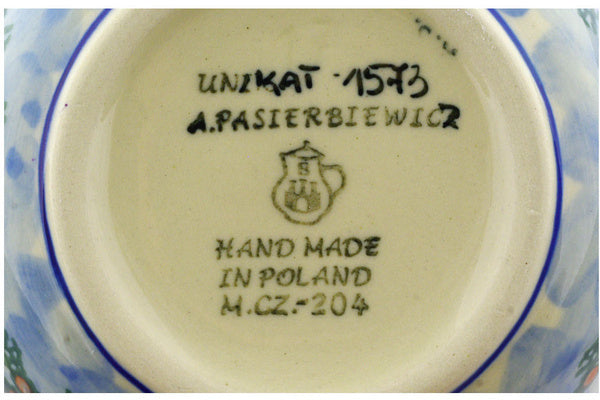 UNIKAT 1573
A.PASIERBIEWICZ
B
HAND MADE
IN POLAND
M.CZ.-204